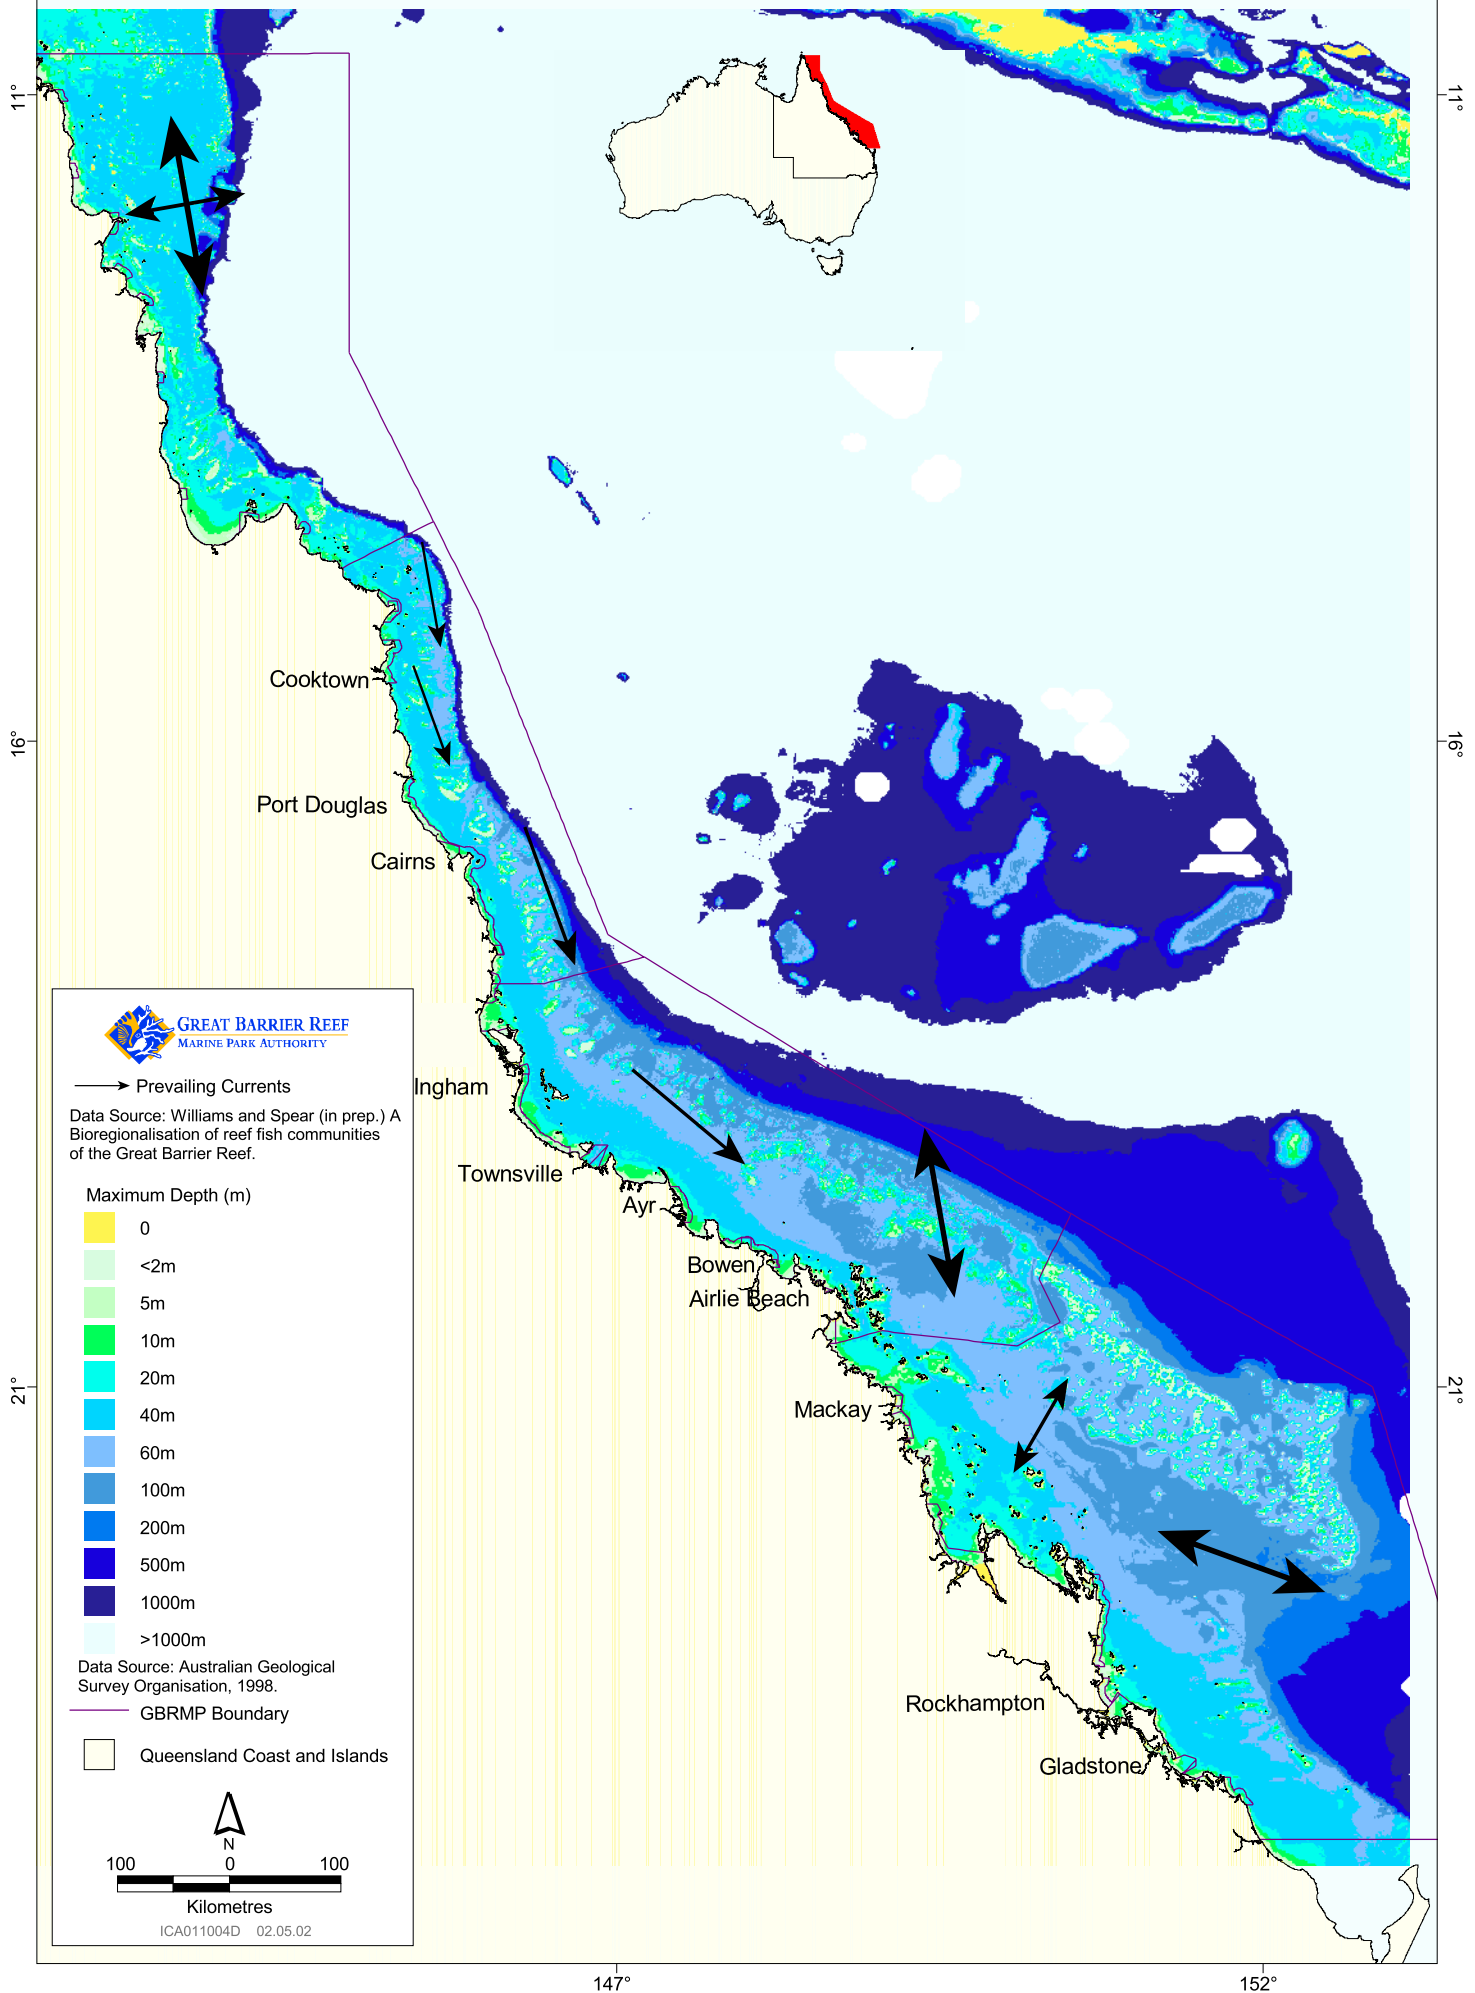 11°
11°
Cooktown
16°
16°
Port Douglas
Cairns
GREAT BARRIER REEF
MARINE PARK AUTHORITY
Prevailing Currents
Data Source: Williams and Spear (in prep.) A
Bioregionalisation of reef fish communities
of the Great Barrier Reef.
Maximum Depth (m)
0
<2m
5m
10m
20m
40m
60m
100m
200m
500m
1000m
>1000m
Data Source: Australian Geological
Survey Organisation, 1998.
GBRMP Boundary
Queensland Coast and Islands
N
100 0 100
Kilometres
ICA011004D 02.05.02
Ingham
Townsville
Ayr
Bowen
Airlie Beach
21°
21°
Mackay
Rockhampton
Gladstone
147°
152°